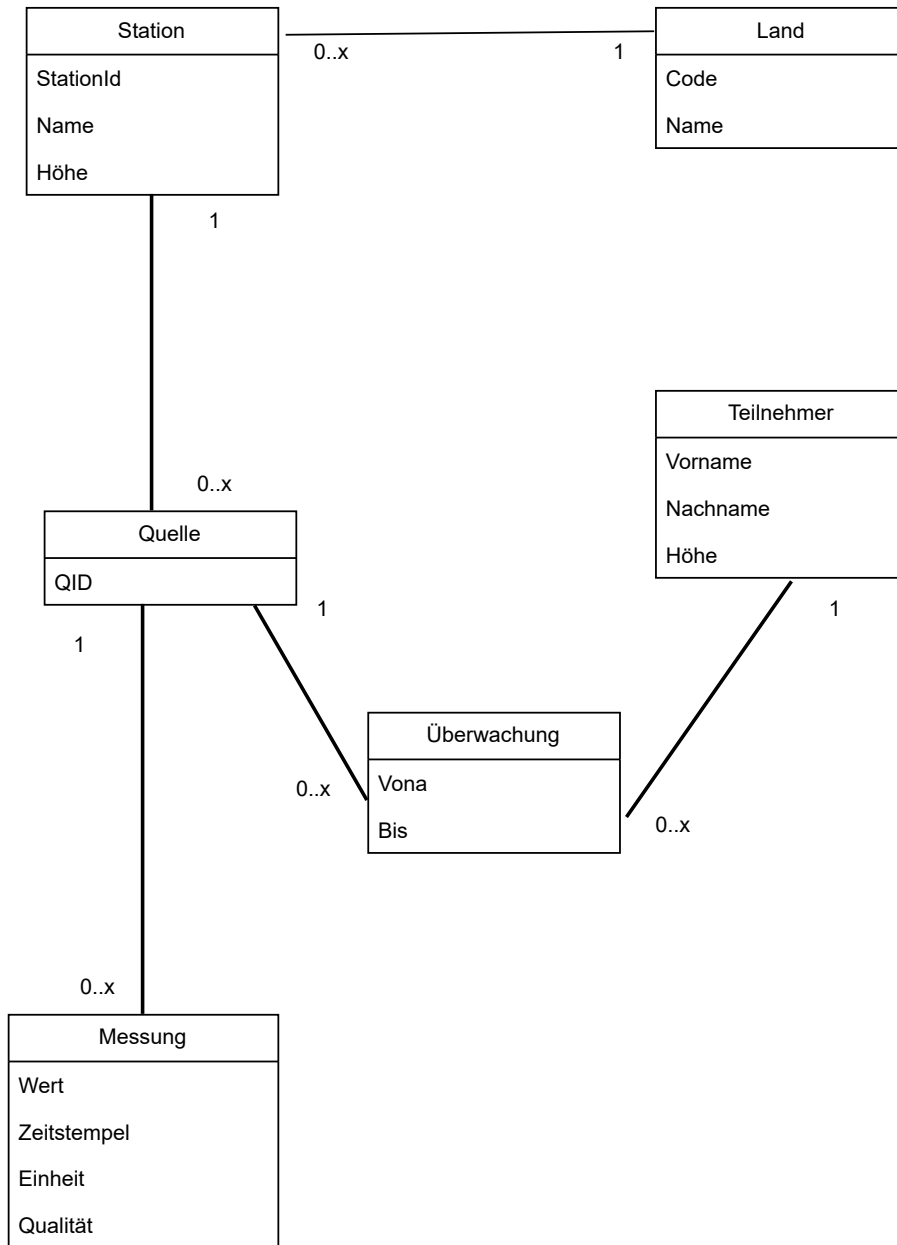 Station
StationId
Name
Höhe
0..x
1
Land
Code
Name
1
0..x
Quelle
QID
1
1
Teilnehmer
Vorname
Nachname
Höhe
1
Überwachung
Vona
Bis
0..x
0..x
0..x
Messung
Wert
Zeitstempel
Einheit
Qualität